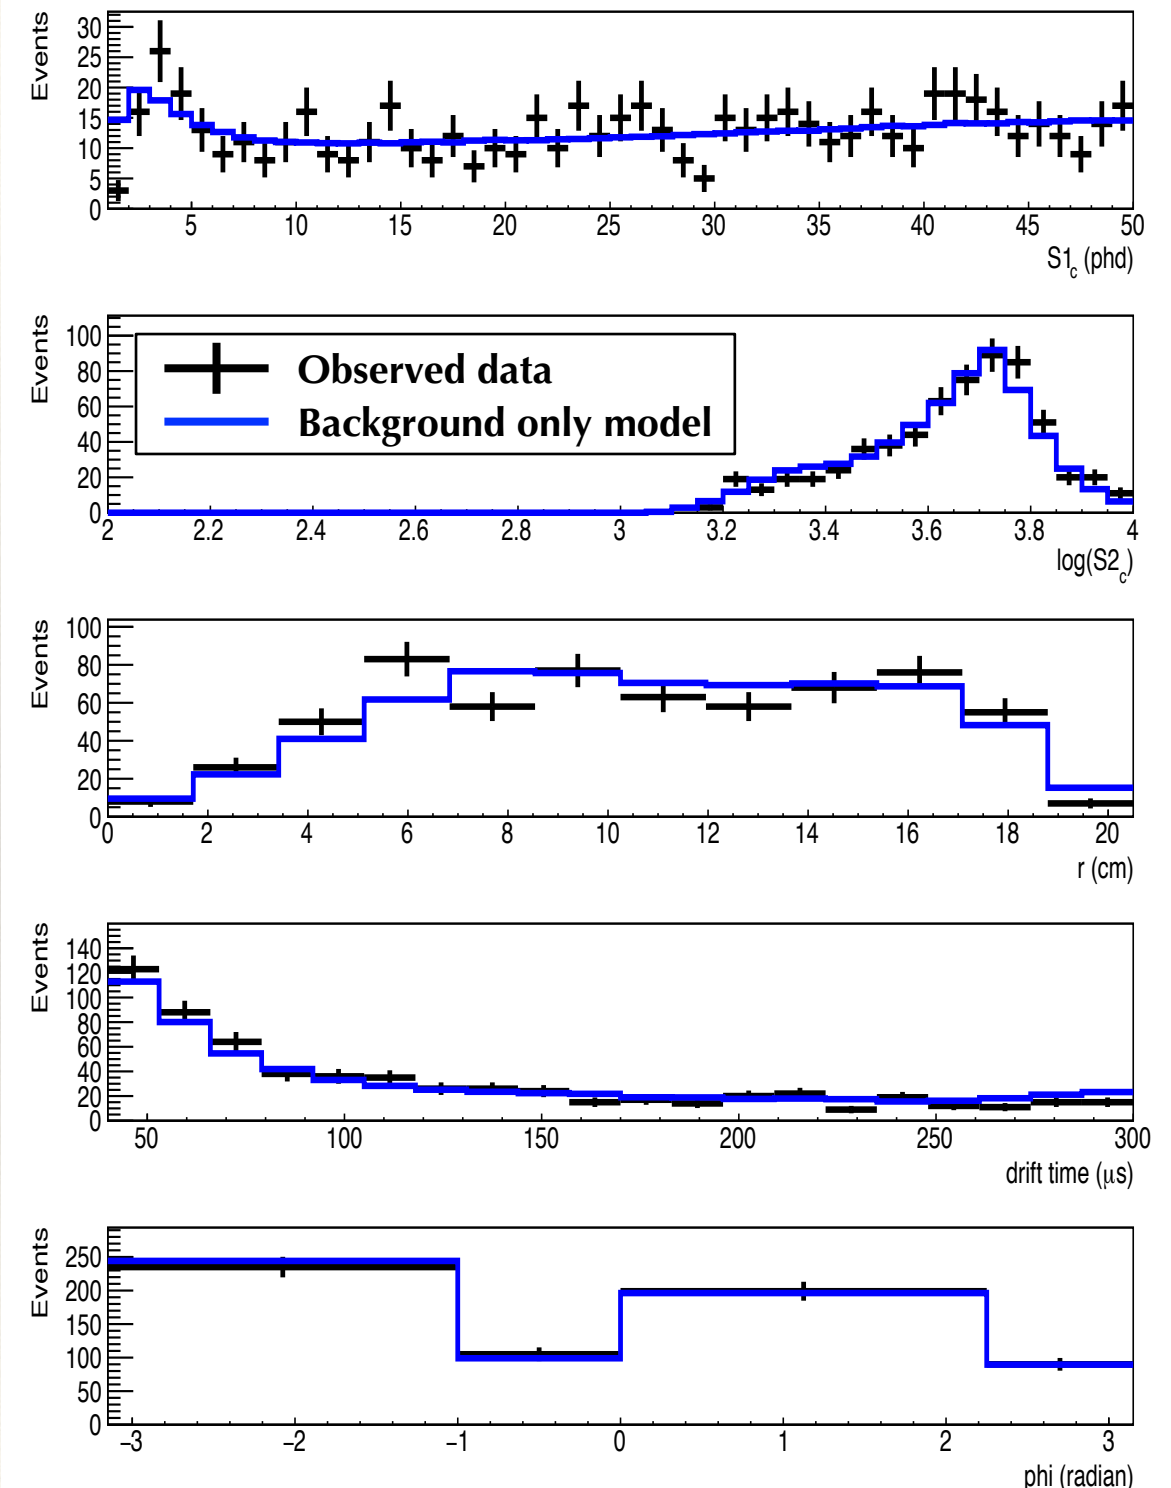 Events
30
25
20
15
10
5
0
5 10 15 20 25 30 35 40 45 50
S1c (phd)
Events
100
80
60
40
20
0
Observed data
Background only model
2 2.2 2.4 2.6 2.8 3 3.2 3.4 3.6 3.8 4
log(S2c)
Events
100
80
60
40
20
0
0 2 4 6 8 10 12 14 16 18 20
r (cm)
Events
140
120
100
80
60
40
20
0
50 100 150 200 250 300
drift time (μs)
Events
250
200
150
100
50
0
−3 −2 −1 0 1 2 3
phi (radian)